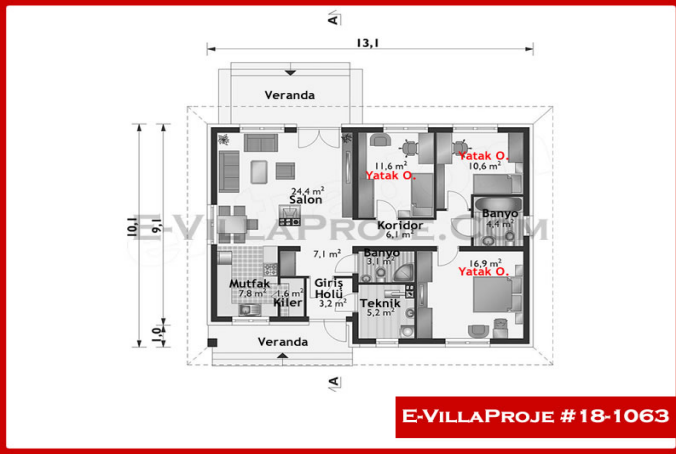 A
13,1
Veranda
11,6 m²
Yatak O.
Yatak O.
10,6 m²
24,4 m²
Salon
Banyo
4,4 m²
Koridor
6,1 m²
E-VILLAPROJE.COM
10,1
9,1
7,1 m²
Banyo
3,1 m²
16,9 m²
Yatak O.
Mutfak
7,8 m²
1,6 m²
Kiler
Giriş
Holü
3,2 m²
Teknik
5,2 m²
1,0
Veranda
A
E-VILLAPROJE #18-1063